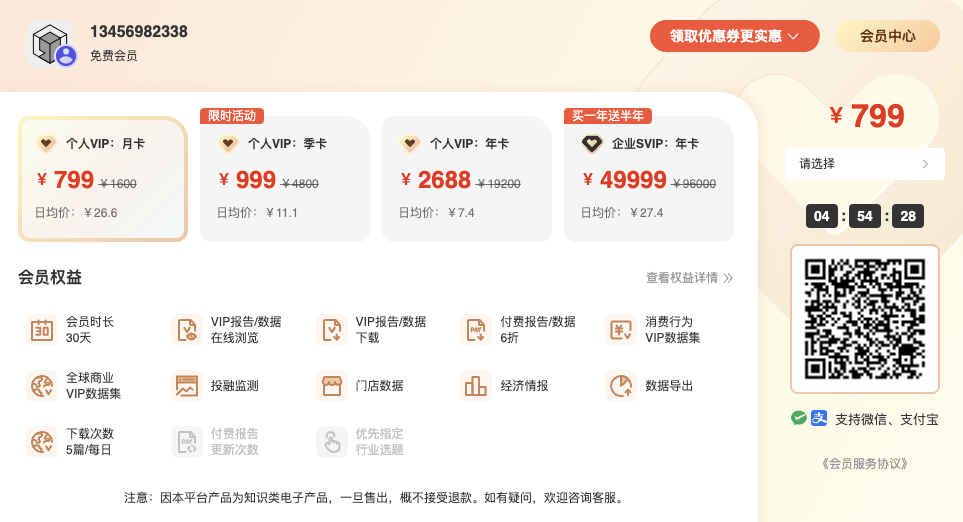 13456982338
免费会员
领取优惠券更实惠
会员中心
个人VIP：月卡
¥ 799 ¥1600
日均价：¥26.6
限时活动
个人VIP：季卡
¥ 999 ¥4800
日均价：¥11.1
个人VIP：年卡
¥ 2688 ¥19200
日均价：¥7.4
买一年送半年
企业SVIP：年卡
¥ 49999 ¥96000
日均价：¥27.4
会员权益
查看权益详情
30
会员时长
30天
VIP报告/数据
在线浏览
VIP报告/数据
下载
PAY
付费报告/数据
6折
消费行为
VIP数据集
全球商业
VIP数据集
投融监测
门店数据
经济情报
数据导出
下载次数
5篇/每日
PAY
付费报告
更新次数
优先指定
行业选题
注意：因本平台产品为知识类电子产品，一旦售出，概不接受退款。如有疑问，欢迎咨询客服。
¥ 799
请选择
04 : 54 : 28
支 支持微信、支付宝
《会员服务协议》